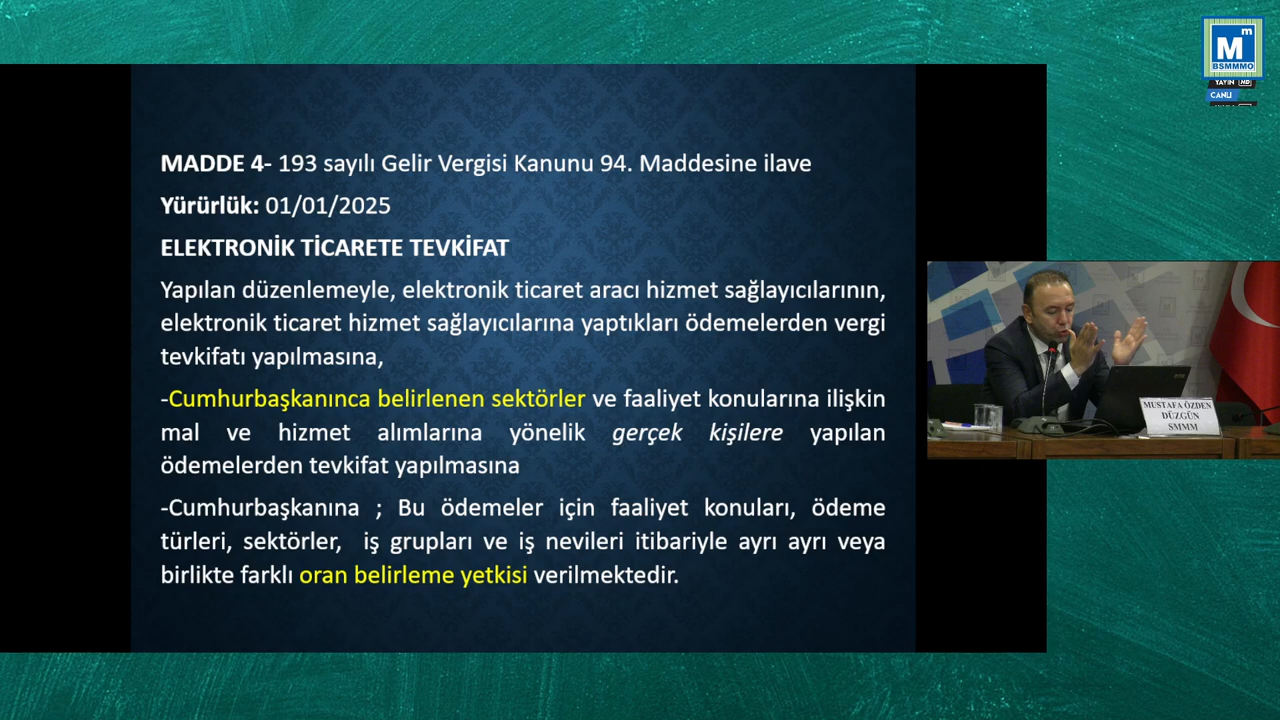 MADDE 4- 193 sayılı Gelir Vergisi Kanunu 94. Maddesine ilave
Yürürlük: 01/01/2025
ELEKTRONİK TİCARETE TEVKİFAT
Yapılan düzenlemeyle, elektronik ticaret aracı hizmet sağlayıcılarının,
elektronik ticaret hizmet sağlayıcılarına yaptıkları ödemelerden vergi
tevkifatı yapılmasına,
-Cumhurbaşkanınca belirlenen sektörler ve faaliyet konularına ilişkin
mal ve hizmet alımlarına yönelik gerçek kişilere yapılan
ödemelerden tevkifat yapılmasına
-Cumhurbaşkanına ; Bu ödemeler için faaliyet konuları, ödeme
türleri, sektörler, iş grupları ve iş nevileri itibariyle ayrı ayrı veya
birlikte farklı oran belirleme yetkisi verilmektedir.
Mm
BSMMMO
YAYIN HD
CANLI
MUSTAFA ÖZDEN
DÜZGÜN
SMMM